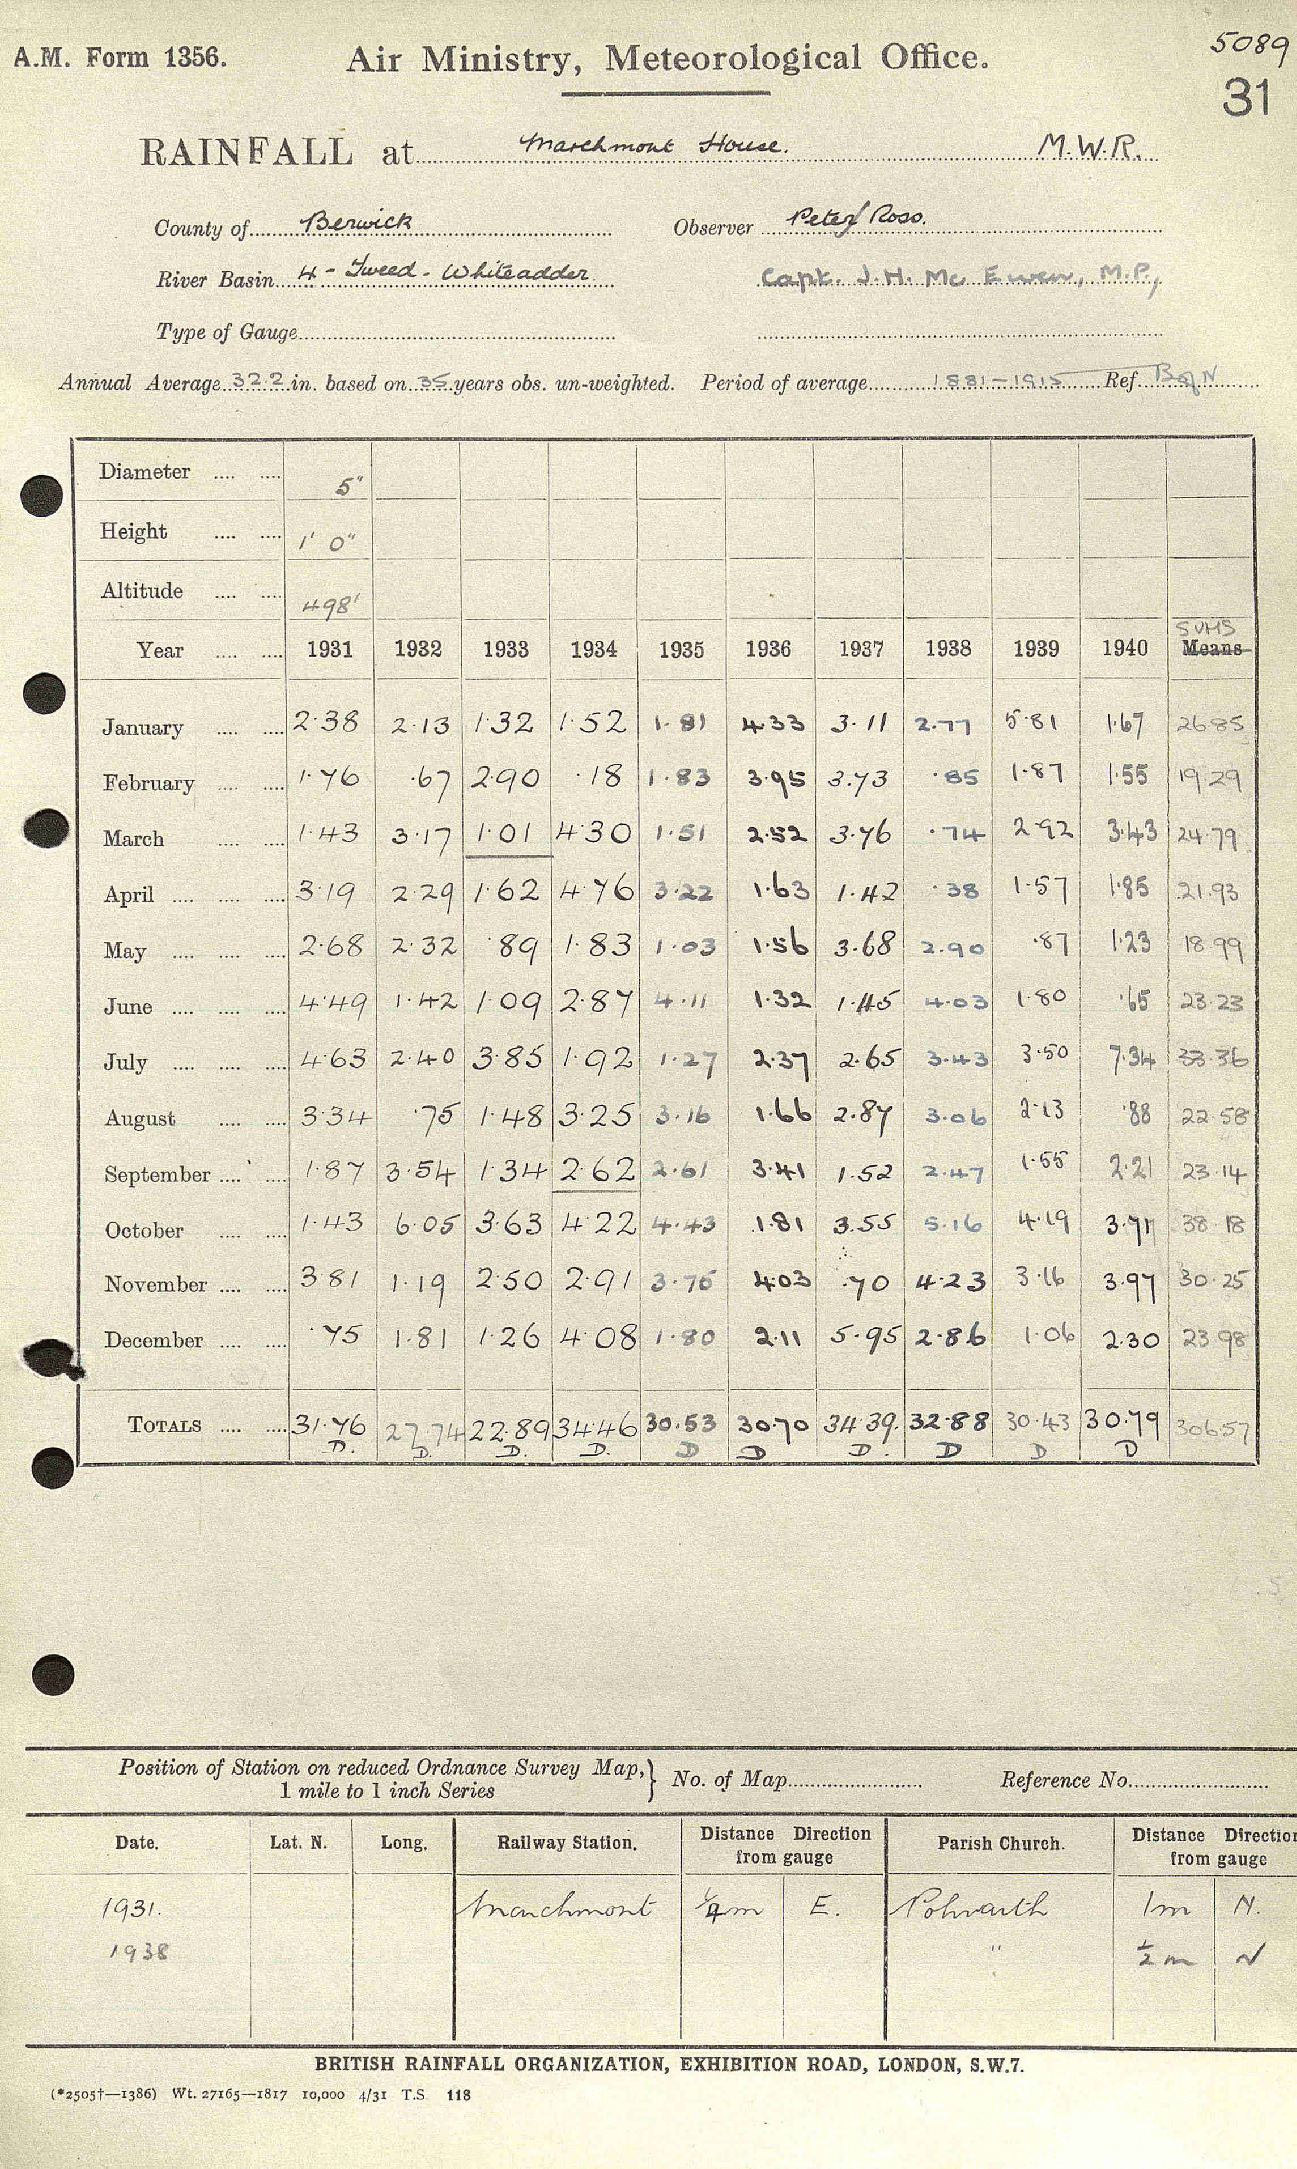 5089
A.M. Form 1356. Air Ministry, Meteorological Office.
31
RAINFALL at Marchmont House. M.W.R.
County of Berwick Observer Peter Ross.
River Basin 4 - Tweed - Whiteadder Capt. J.H. Mc Ewen, M.P.,
Type of Gauge
Annual Average 32.2 in. based on 35 years obs. un-weighted. Period of average 1881-1915 Ref. B of N
Diameter 5"
Height 1' 0"
Altitude 498'
SUMS
Year 1931 1932 1933 1934 1935 1936 1937 1938 1939 1940 Means
January 2.38 2.13 1.32 1.52 1.81 4.33 3.11 2.77 5.81 1.67 26.85
February 1.76 .67 2.90 .18 1.83 3.95 3.73 .85 1.87 1.55 19.29
March 1.43 3.17 1.01 4.30 1.51 2.52 3.76 .74 2.92 3.43 24.79
April 3.19 2.29 1.62 4.76 3.22 1.63 1.42 .38 1.57 1.85 21.93
May 2.68 2.32 .89 1.83 1.03 1.56 3.68 2.90 .87 1.23 18.99
June 4.49 1.42 1.09 2.87 4.11 1.32 1.45 4.03 1.80 .65 23.23
July 4.63 2.40 3.85 1.92 1.27 2.37 2.65 3.43 3.50 7.34 33.36
August 3.34 .75 1.48 3.25 3.16 1.66 2.87 3.06 2.13 .88 22.58
September 1.87 3.54 1.34 2.62 2.61 3.41 1.52 2.47 1.55 2.21 23.14
October 1.43 6.05 3.63 4.22 4.43 1.81 3.55 5.16 4.19 3.71 38.18
November 3.81 1.19 2.50 2.91 3.75 4.03 .70 4.23 3.16 3.97 30.25
December .75 1.81 1.26 4.08 1.80 2.11 5.95 2.86 1.06 2.30 23.98
TOTALS 31.76 27.74 22.89 34.46 30.53 30.70 34.39. 32.88 30.43 30.79 306.57
D. D. D. D. D D D. D D D
Position of Station on reduced Ordnance Survey Map, 1 mile to 1 inch Series } No. of Map Reference No.
Date. Lat. N. Long. Railway Station. Distance Direction from gauge Parish Church. Distance Direction from gauge
1931. Marchmont 1/4 m E. Polwarth 1m N.
1938 " 1/2 m N
BRITISH RAINFALL ORGANIZATION, EXHIBITION ROAD, LONDON, S.W.7.
(*2505†—1386) Wt. 27165—1817 10,000 4/31 T.S. 118